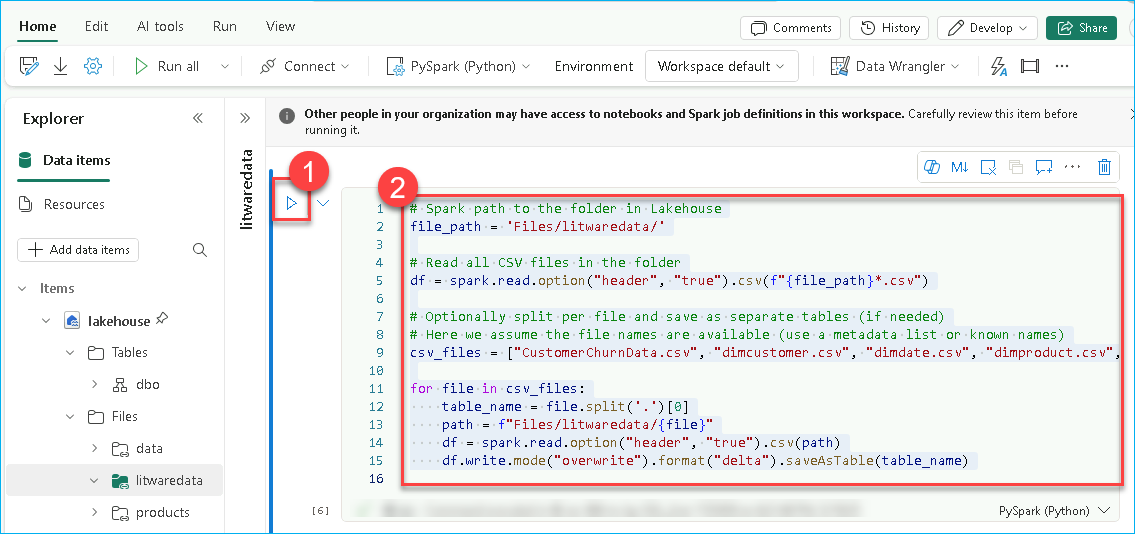 Home Edit AI tools Run View
Comments History Develop Share
Run all Connect PySpark (Python) Environment Workspace default Data Wrangler ...
Explorer
Data items
Resources
Add data items
Items
lakehouse
Tables
dbo
Files
data
litwaredata
products
litwaredata
Other people in your organization may have access to notebooks and Spark job definitions in this workspace. Carefully review this item before
running it.
M↓ ...
1
2
1 # Spark path to the folder in Lakehouse
2 file_path = 'Files/litwaredata/'
3
4 # Read all CSV files in the folder
5 df = spark.read.option("header", "true").csv(f"{file_path}*.csv")
6
7 # Optionally split per file and save as separate tables (if needed)
8 # Here we assume the file names are available (use a metadata list or known names)
9 csv_files = ["CustomerChurnData.csv", "dimcustomer.csv", "dimdate.csv", "dimproduct.csv",
10
11 for file in csv_files:
12 table_name = file.split('.')[0]
13 path = f"Files/litwaredata/{file}"
14 df = spark.read.option("header", "true").csv(path)
15 df.write.mode("overwrite").format("delta").saveAsTable(table_name)
16
[6]
PySpark (Python)